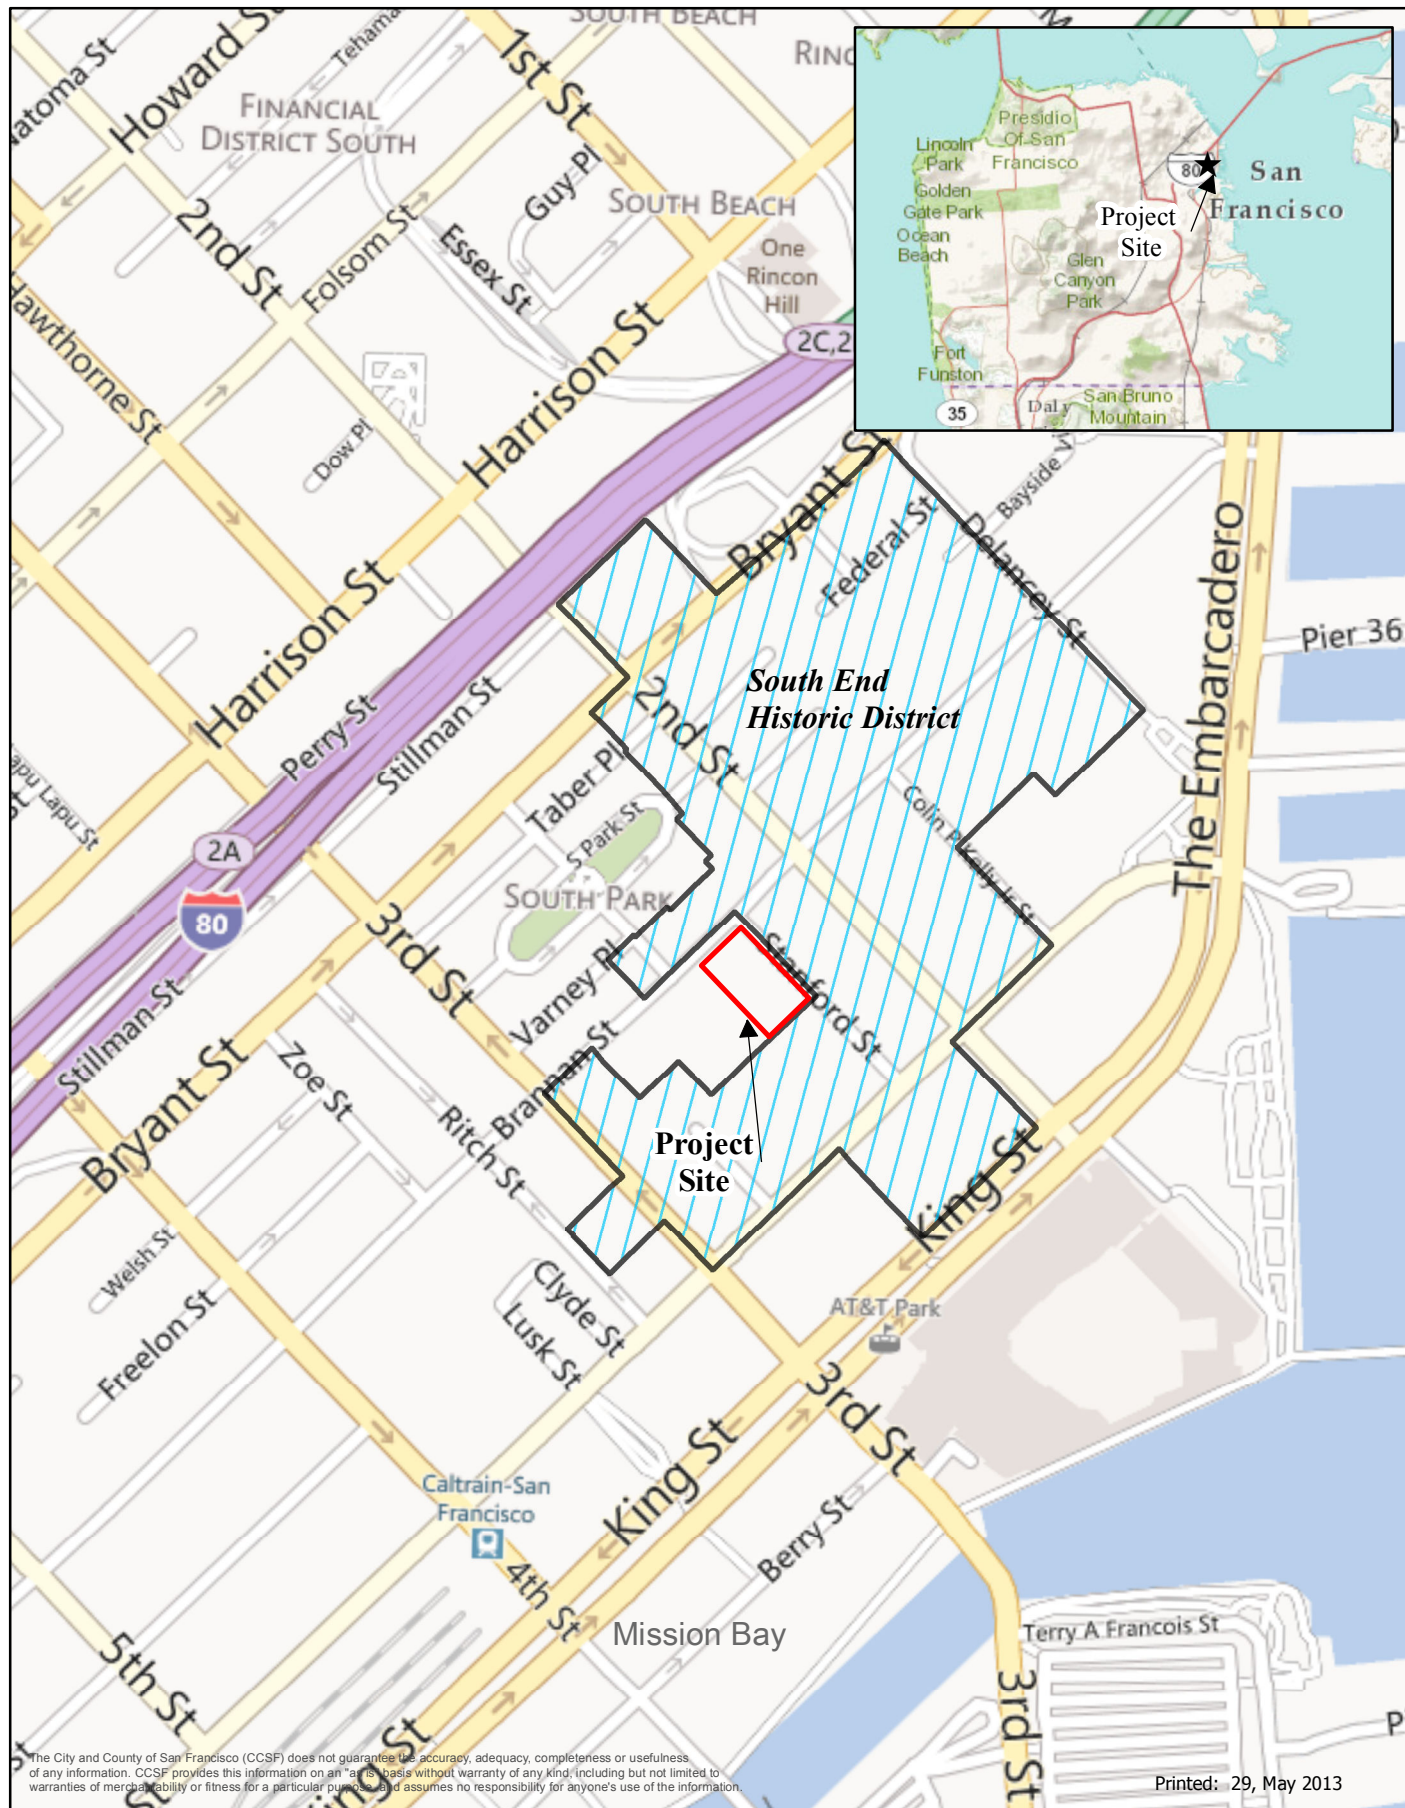 SOUTH BEACH
Howard St
Tehama
1st St
Natoma St
FINANCIAL
DISTRICT SOUTH
Guy Pl
SOUTH BEACH
2nd St
Folsom St
Essex St
One
Rincon
Hill
Hawthorne St
Harrison St
2C,2
Dow Pl
Presidio
Of San
Francisco
Lincoln
Park
Golden
Gate Park
Ocean
Beach
80
San
Francisco
Project
Site
Glen
Canyon
Park
Fort
Funston
35
Daly
San Bruno
Mountain
Bryant St
Bayside
Federal St
Delancey St
The Embarcadero
Pier 36
Harrison St
Perry St
Stillman St
South End
Historic District
2nd St
Taber Pl
S Park St
Colin P Kelly Jr St
Lapu Lapu St
2A
80
SOUTH PARK
3rd St
Varney Pl
Stanford St
Stillman St
Brannan St
Zoe St
Bryant St
Ritch St
Project
Site
King St
Welsh St
Freelon St
Clyde St
Lusk St
AT&T Park
3rd St
King St
Caltrain-San
Francisco
Berry St
4th St
Mission Bay
Terry A Francois St
5th St
3rd St
King St
St
The City and County of San Francisco (CCSF) does not guarantee the accuracy, adequacy, completeness or usefulness
of any information. CCSF provides this information on an "as is" basis without warranty of any kind, including but not limited to
warranties of merchantability or fitness for a particular purpose, and assumes no responsibility for anyone's use of the information.
Printed: 29, May 2013